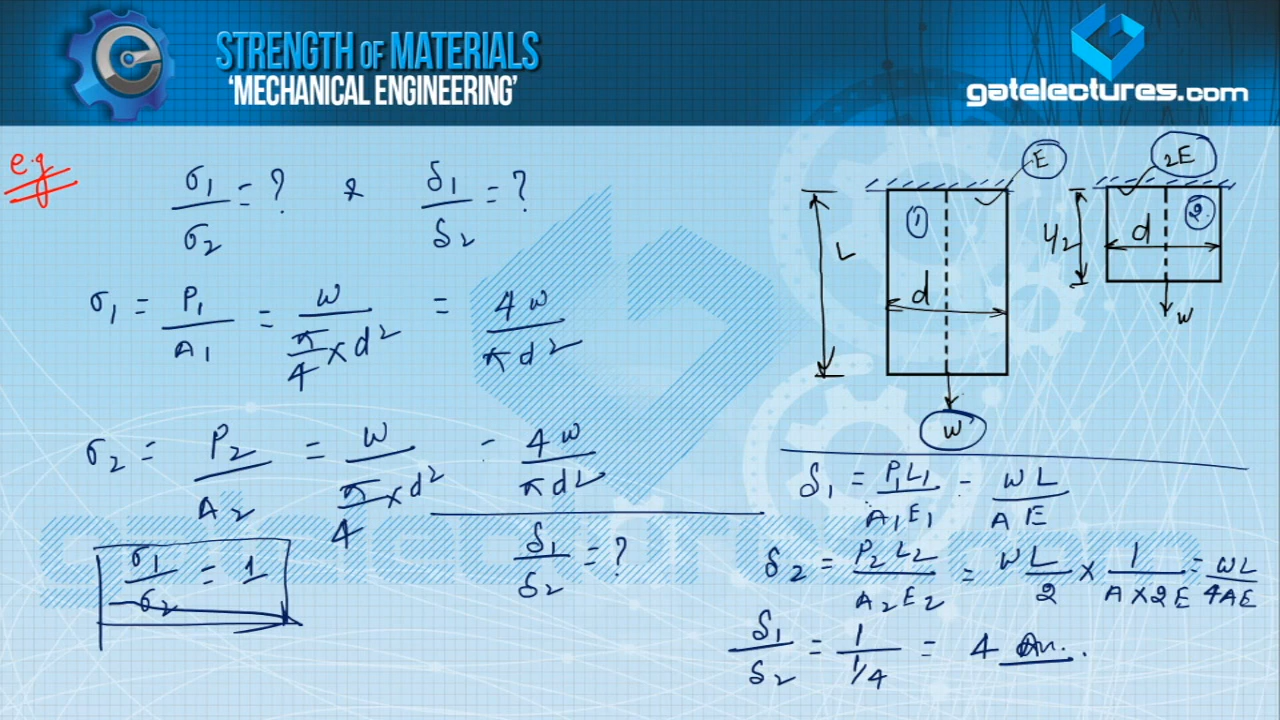 STRENGTH OF MATERIALS
'MECHANICAL ENGINEERING'
gatelectures.com
e.g
σ1/σ2 = ? & δ1/δ2 = ?
σ1 = P1/A1 = W/(π/4 × d²) = 4W/πd²
σ2 = P2/A2 = W/(π/4 × d²) = 4W/πd²
σ1/σ2 = 1
δ1/δ2 = ?
E
1
L
d
W
2E
2
L/2
d
W
δ1 = P1L1/A1E1 = WL/AE
δ2 = P2L2/A2E2 = WL/2 × 1/(A×2E) = WL/4AE
δ1/δ2 = 1/(1/4) = 4 Ans.